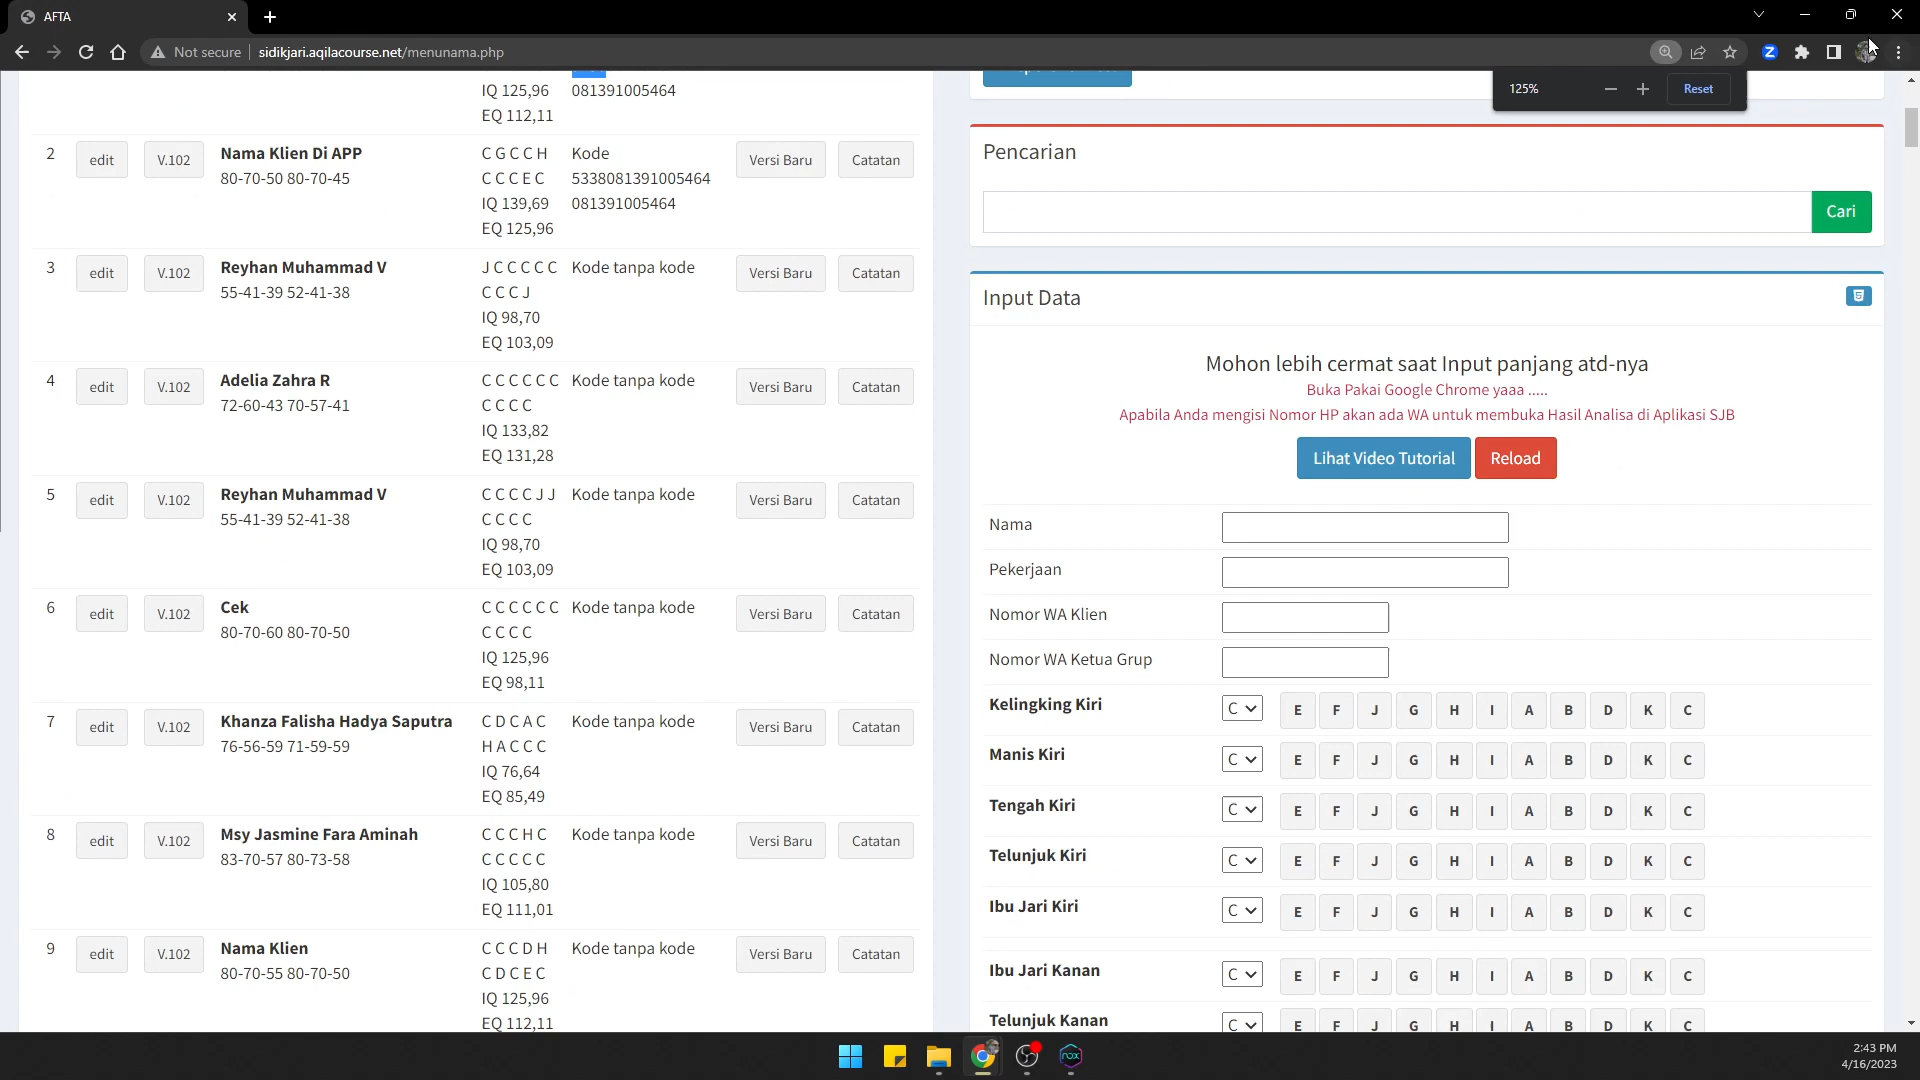 AFTA
Not secure
sidikjari.aqilacourse.net/menunama.php
125%
Reset
IQ 125,96
EQ 112,11
081391005464
2
edit
V.102
Nama Klien Di APP
80-70-50 80-70-45
C G C C H
C C C E C
IQ 139,69
EQ 125,96
Kode
5338081391005464
081391005464
Versi Baru
Catatan
3
edit
V.102
Reyhan Muhammad V
55-41-39 52-41-38
J C C C C C
C C C J
IQ 98,70
EQ 103,09
Kode tanpa kode
Versi Baru
Catatan
4
edit
V.102
Adelia Zahra R
72-60-43 70-57-41
C C C C C C
C C C C
IQ 133,82
EQ 131,28
Kode tanpa kode
Versi Baru
Catatan
5
edit
V.102
Reyhan Muhammad V
55-41-39 52-41-38
C C C C J J
C C C C
IQ 98,70
EQ 103,09
Kode tanpa kode
Versi Baru
Catatan
6
edit
V.102
Cek
80-70-60 80-70-50
C C C C C C
C C C C
IQ 125,96
EQ 98,11
Kode tanpa kode
Versi Baru
Catatan
7
edit
V.102
Khanza Falisha Hadya Saputra
76-56-59 71-59-59
C D C A C
H A C C C
IQ 76,64
EQ 85,49
Kode tanpa kode
Versi Baru
Catatan
8
edit
V.102
Msy Jasmine Fara Aminah
83-70-57 80-73-58
C C C H C
C C C C C
IQ 105,80
EQ 111,01
Kode tanpa kode
Versi Baru
Catatan
9
edit
V.102
Nama Klien
80-70-55 80-70-50
C C C D H
C D C E C
IQ 125,96
EQ 112,11
Kode tanpa kode
Versi Baru
Catatan
Pencarian
Cari
Input Data
Mohon lebih cermat saat Input panjang atd-nya
Buka Pakai Google Chrome yaaa .....
Apabila Anda mengisi Nomor HP akan ada WA untuk membuka Hasil Analisa di Aplikasi SJB
Lihat Video Tutorial
Reload
Nama
Pekerjaan
Nomor WA Klien
Nomor WA Ketua Grup
Kelingking Kiri C E F J G H I A B D K C
Manis Kiri C E F J G H I A B D K C
Tengah Kiri C E F J G H I A B D K C
Telunjuk Kiri C E F J G H I A B D K C
Ibu Jari Kiri C E F J G H I A B D K C
Ibu Jari Kanan C E F J G H I A B D K C
Telunjuk Kanan C E F J G H I A B D K C
nox
2:43 PM
4/16/2023